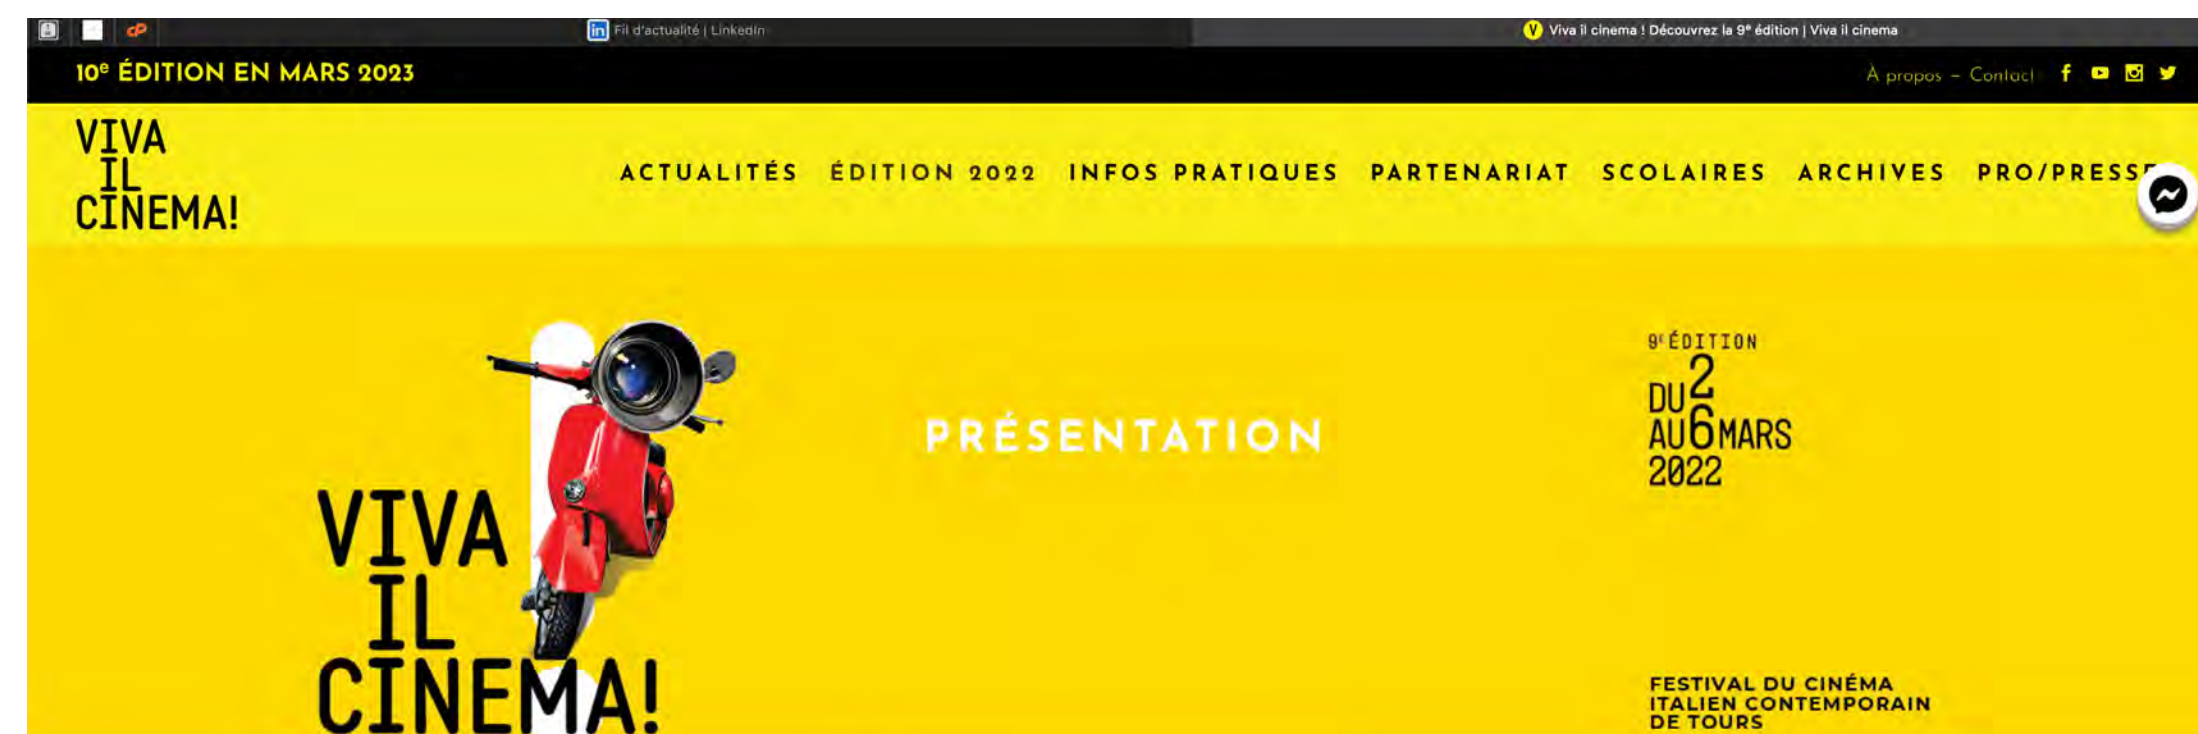 Fil d'actualité | LinkedIn
Viva il cinema ! Découvrez la 9ᵉ édition | Viva il cinema
10ᵉ ÉDITION EN MARS 2023
À propos – Contact
VIVA
IL
CINEMA!
ACTUALITÉS ÉDITION 2022 INFOS PRATIQUES PARTENARIAT SCOLAIRES ARCHIVES PRO/PRESSE
VIVA
IL
CINEMA!
PRÉSENTATION
9ᵉ ÉDITION
DU 2
AU 6 MARS
2022
FESTIVAL DU CINÉMA
ITALIEN CONTEMPORAIN
DE TOURS